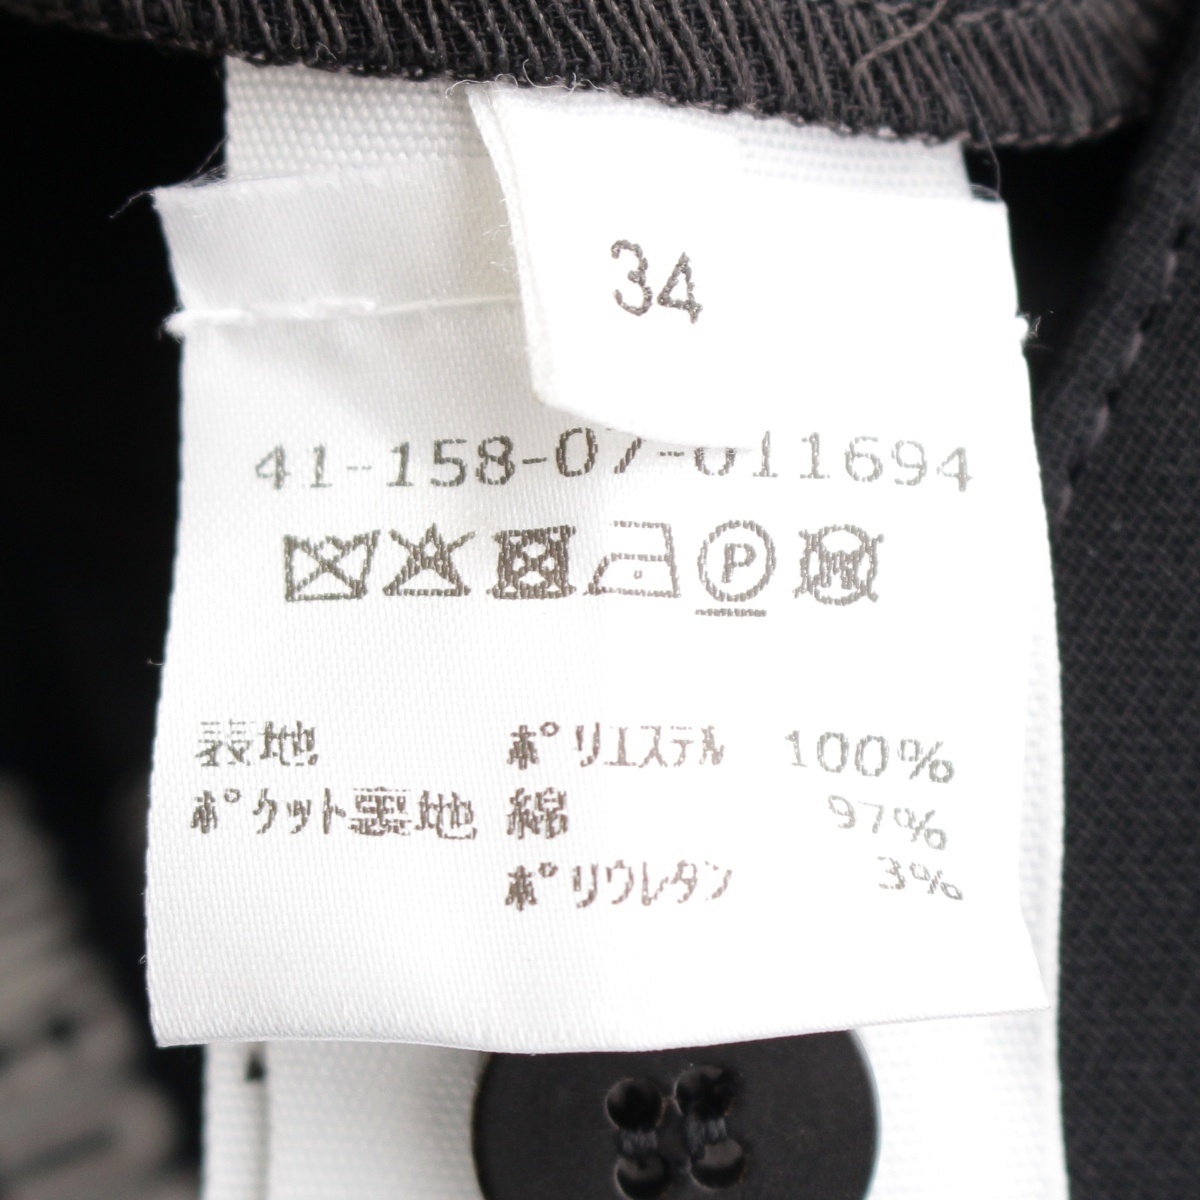 34
41-158-07-011694
P
W
表地 ポリエステル 100%
ポケット裏地 綿 97%
ポリウレタン 3%